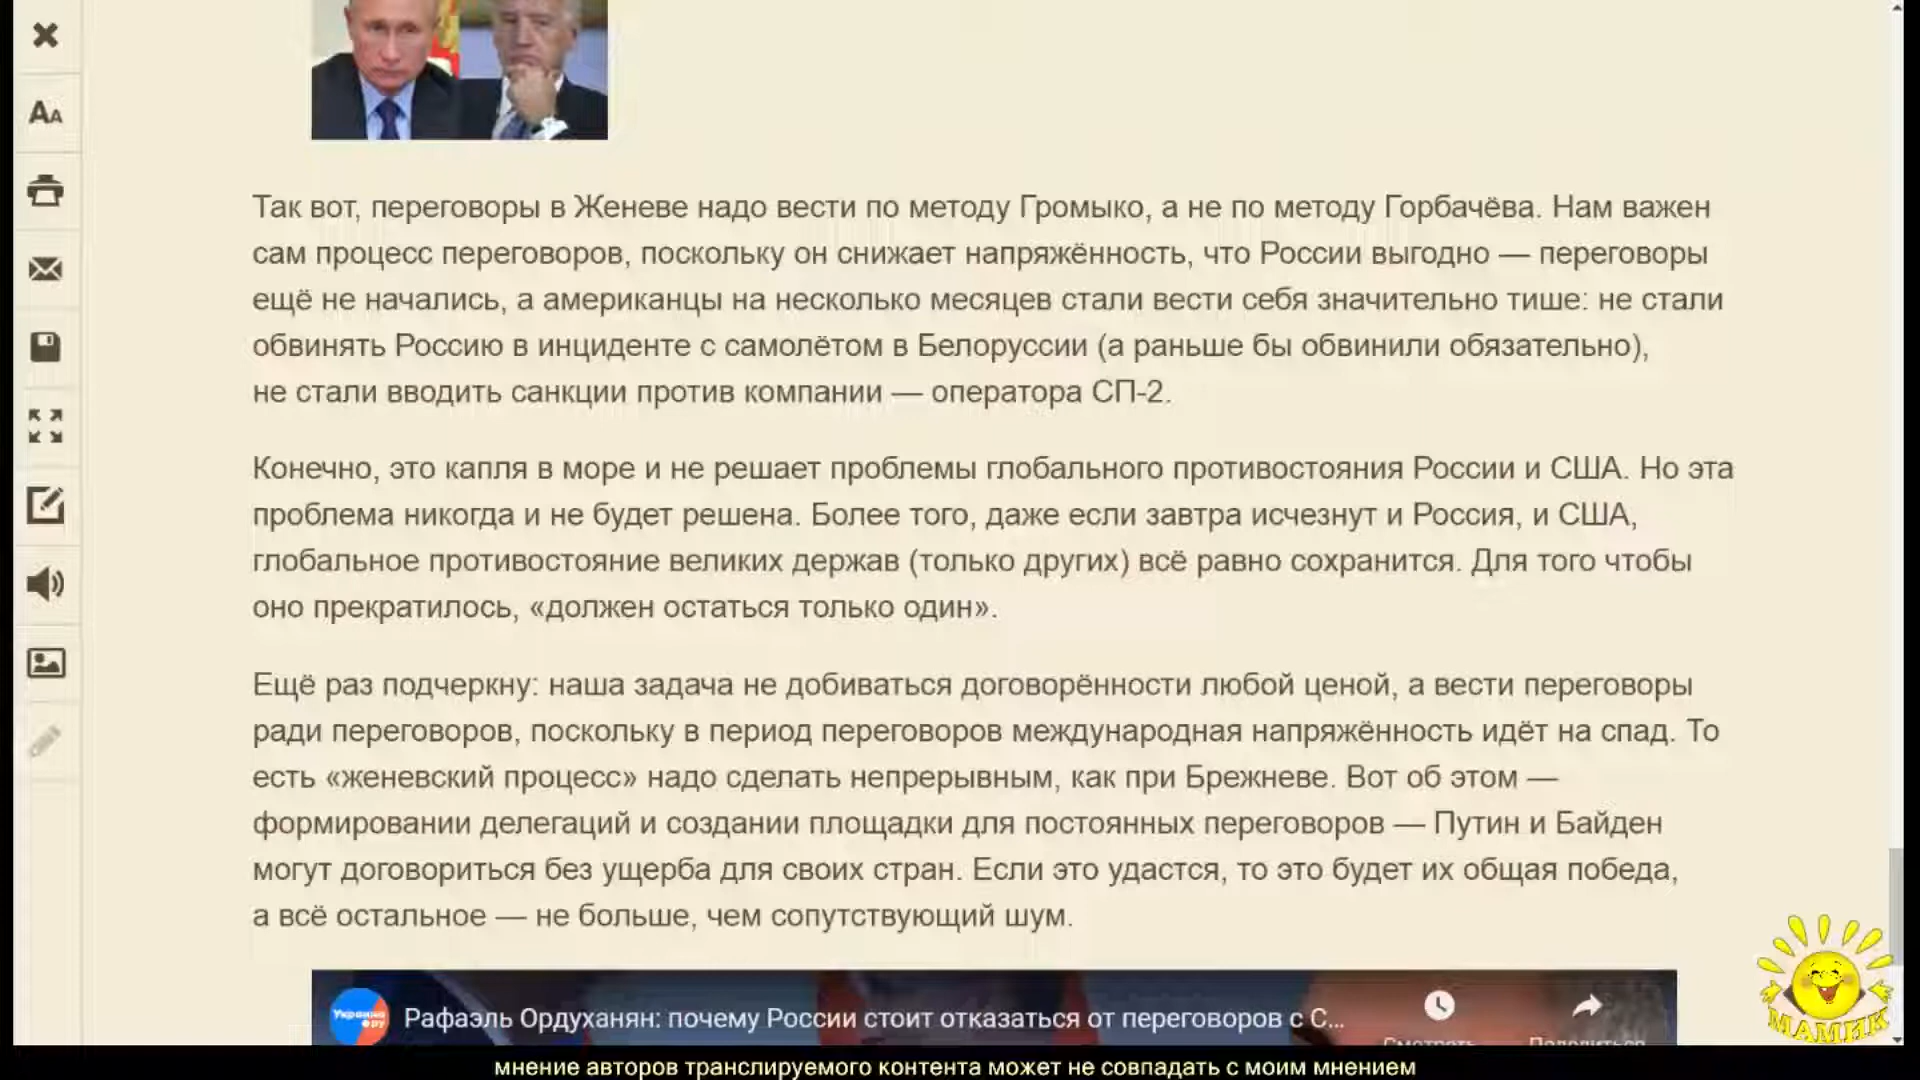 Aa
Так вот, переговоры в Женеве надо вести по методу Громыко, а не по методу Горбачёва. Нам важен
сам процесс переговоров, поскольку он снижает напряжённость, что России выгодно — переговоры
ещё не начались, а американцы на несколько месяцев стали вести себя значительно тише: не стали
обвинять Россию в инциденте с самолётом в Белоруссии (а раньше бы обвинили обязательно),
не стали вводить санкции против компании — оператора СП-2.
Конечно, это капля в море и не решает проблемы глобального противостояния России и США. Но эта
проблема никогда и не будет решена. Более того, даже если завтра исчезнут и Россия, и США,
глобальное противостояние великих держав (только других) всё равно сохранится. Для того чтобы
оно прекратилось, «должен остаться только один».
Ещё раз подчеркну: наша задача не добиваться договорённости любой ценой, а вести переговоры
ради переговоров, поскольку в период переговоров международная напряжённость идёт на спад. То
есть «женевский процесс» надо сделать непрерывным, как при Брежневе. Вот об этом —
формировании делегаций и создании площадки для постоянных переговоров — Путин и Байден
могут договориться без ущерба для своих стран. Если это удастся, то это будет их общая победа,
а всё остальное — не больше, чем сопутствующий шум.
Украина.ру
Рафаэль Ордуханян: почему России стоит отказаться от переговоров с С...
Смотреть Поделиться
МАМИК
мнение авторов транслируемого контента может не совпадать с моим мнением